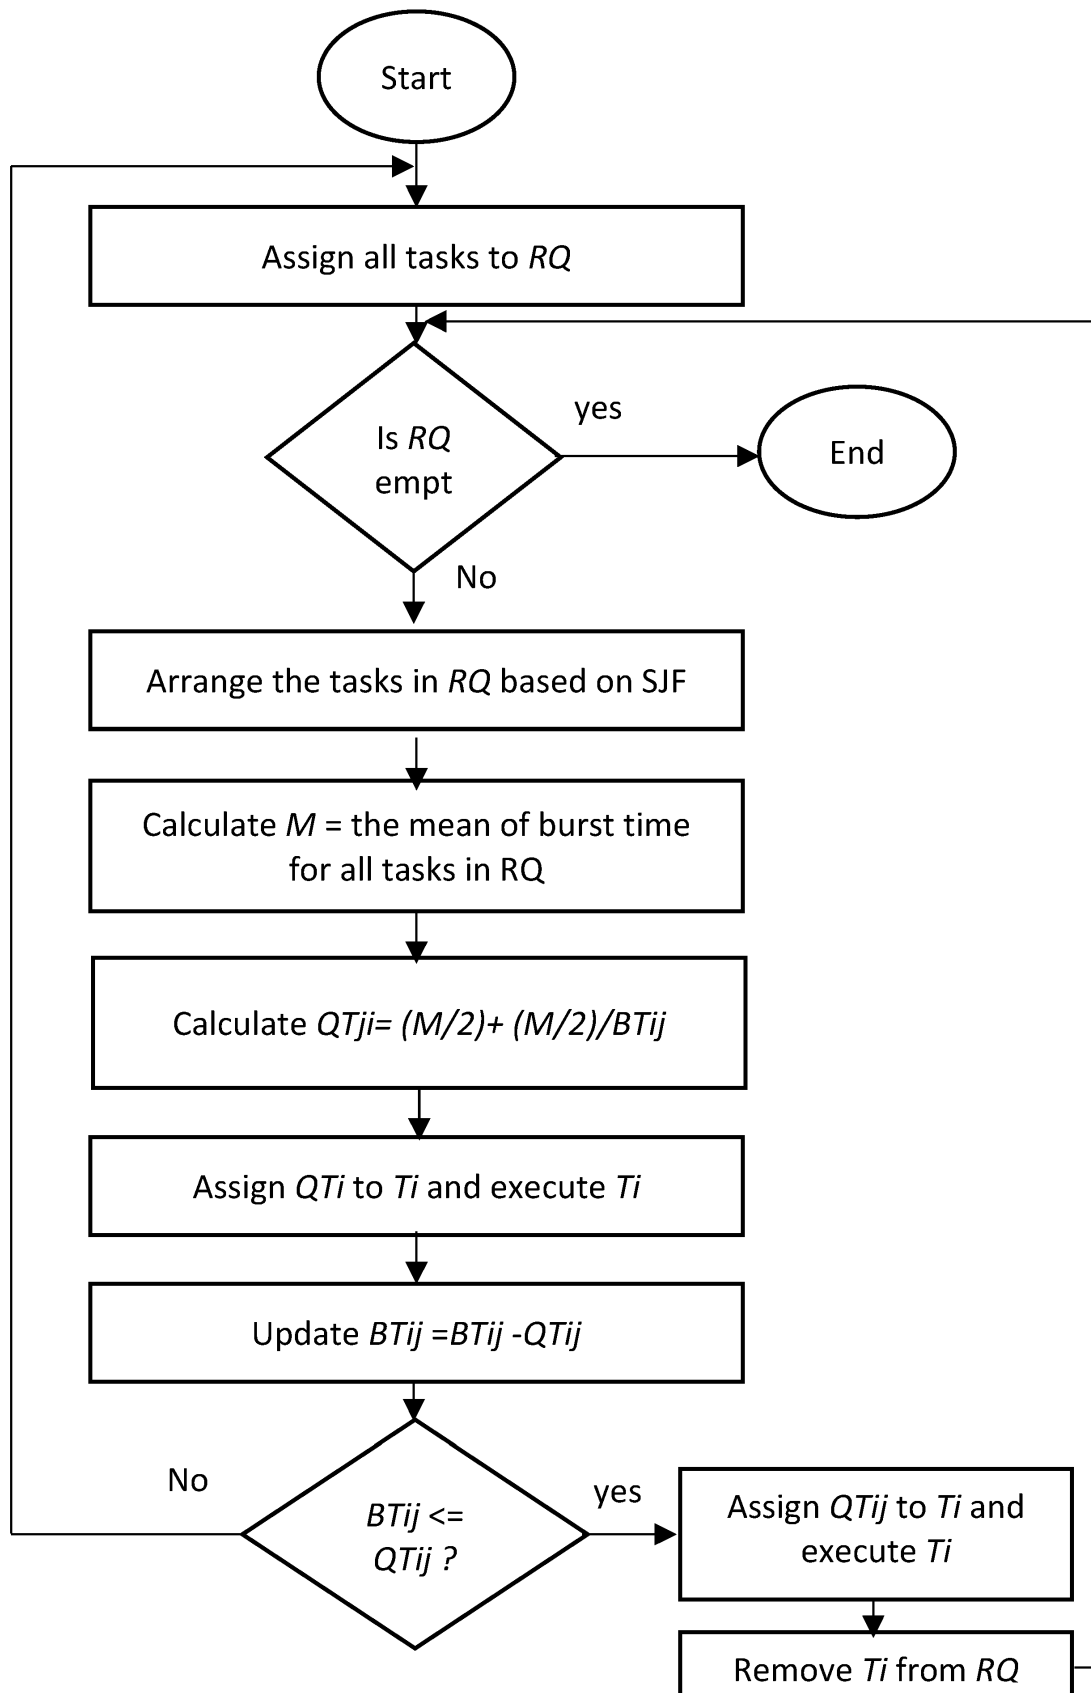 Start
Assign all tasks to RQ
Is RQ
empt
yes
End
No
Arrange the tasks in RQ based on SJF
Calculate M = the mean of burst time
for all tasks in RQ
Calculate QTji= (M/2)+ (M/2)/BTij
Assign QTi to Ti and execute Ti
Update BTij =BTij -QTij
No
BTij <=
QTij ?
yes
Assign QTij to Ti and
execute Ti
Remove Ti from RQ